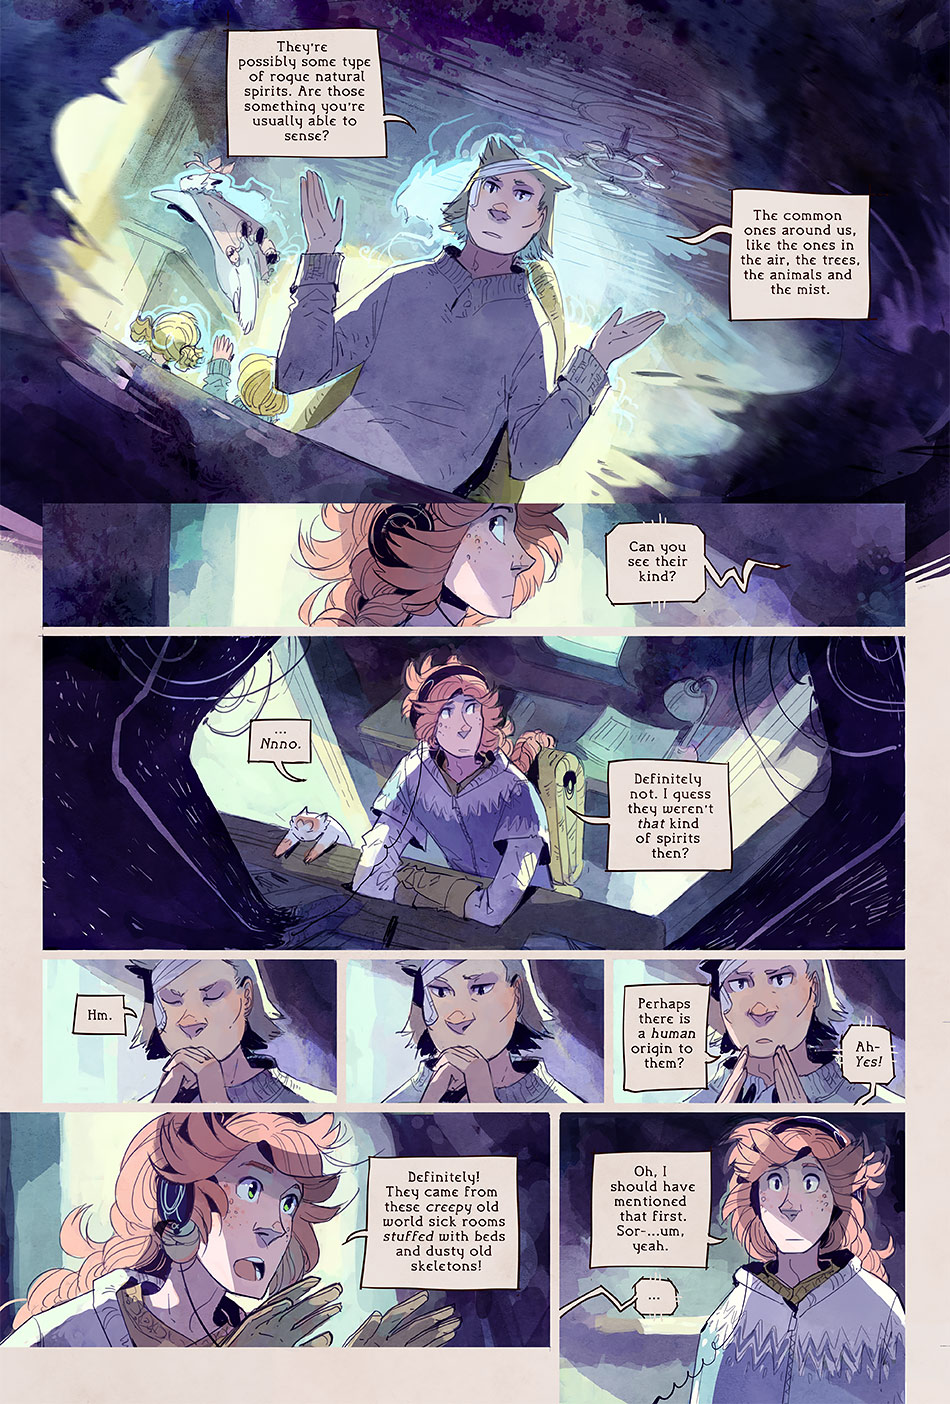 They're
possibly some type
of rogue natural
spirits. Are those
something you're
usually able to
sense?
The common
ones around us,
like the ones in
the air, the trees,
the animals and
the mist.
Can you
see their
kind?
...
Nnno.
Definitely
not. I guess
they weren't
that kind
of spirits
then?
Hm.
Perhaps
there is
a human
origin to
them?
Ah-
Yes!
Definitely!
They came from
these creepy old
world sick rooms
stuffed with beds
and dusty old
skeletons!
Oh, I
should have
mentioned
that first.
Sor-...um,
yeah.
...